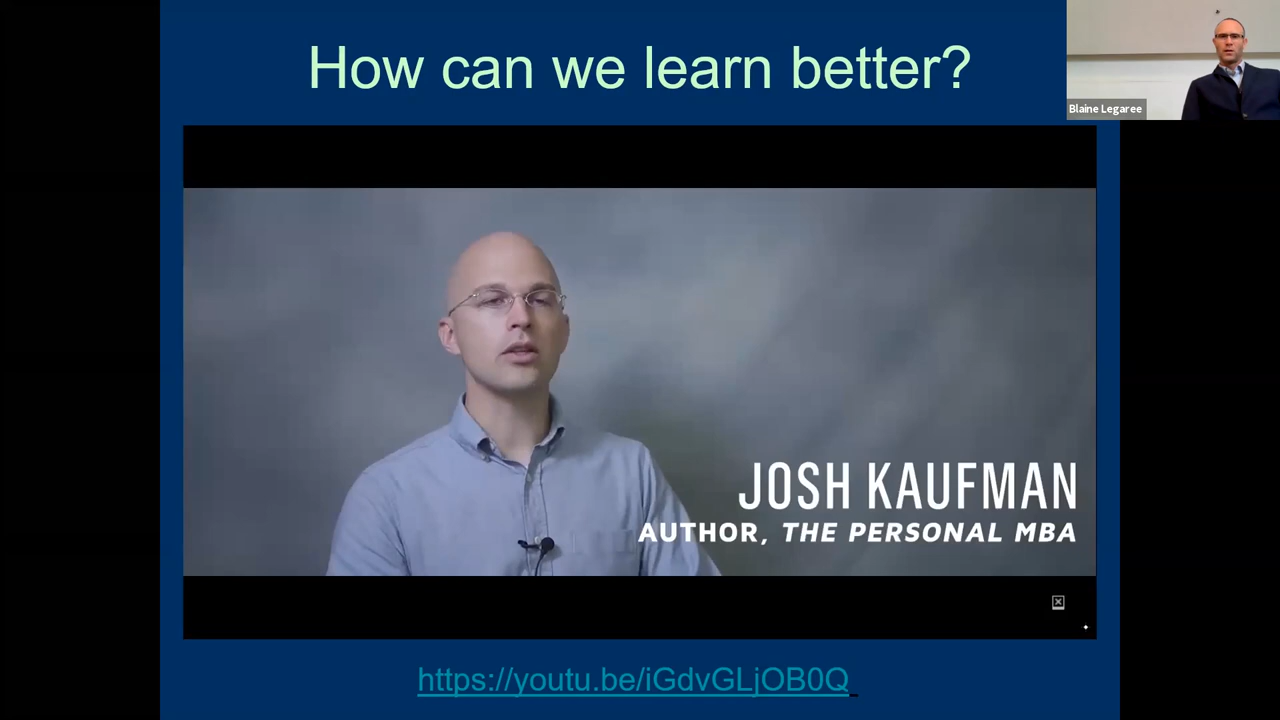 How can we learn better?
Blaine Legaree
JOSH KAUFMAN
AUTHOR, THE PERSONAL MBA
https://youtu.be/iGdvGLjOB0Q